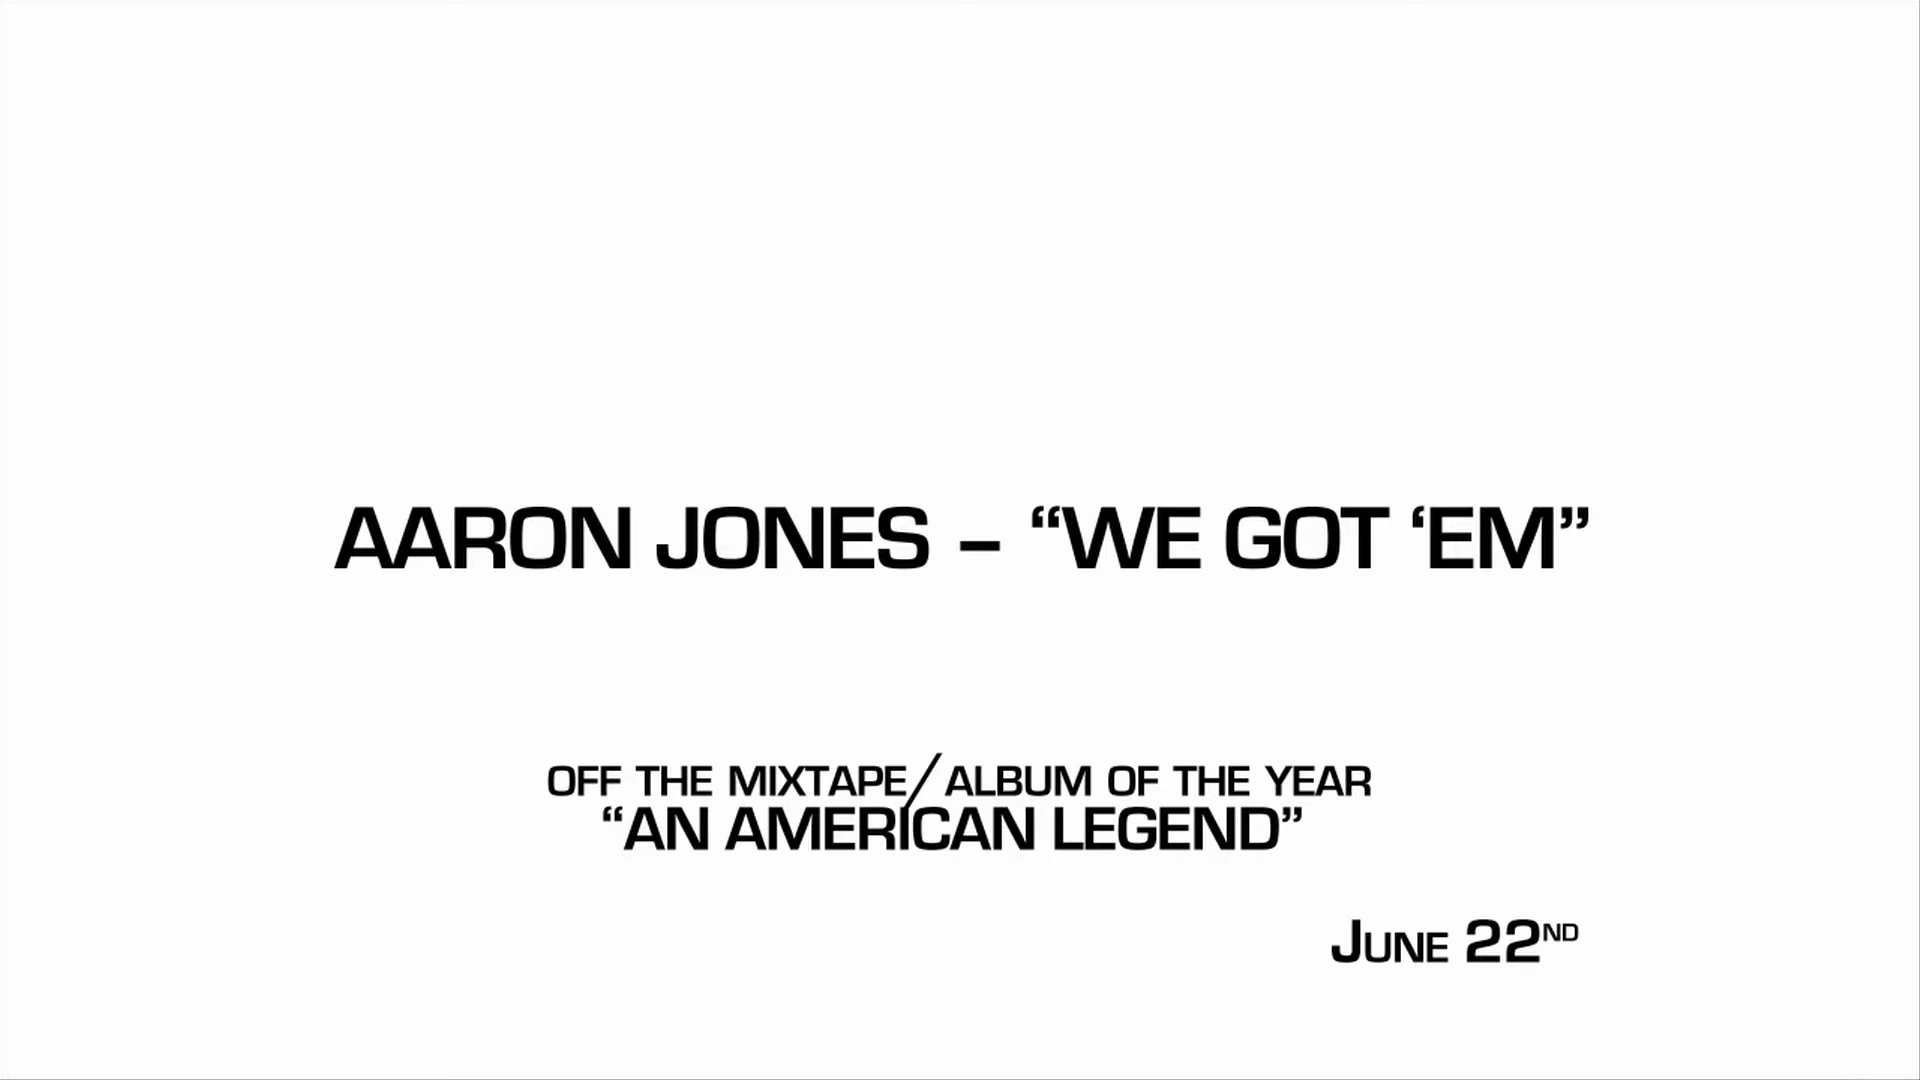 AARON JONES – “WE GOT ‘EM”
OFF THE MIXTAPE/ALBUM OF THE YEAR
“AN AMERICAN LEGEND”
JUNE 22ND